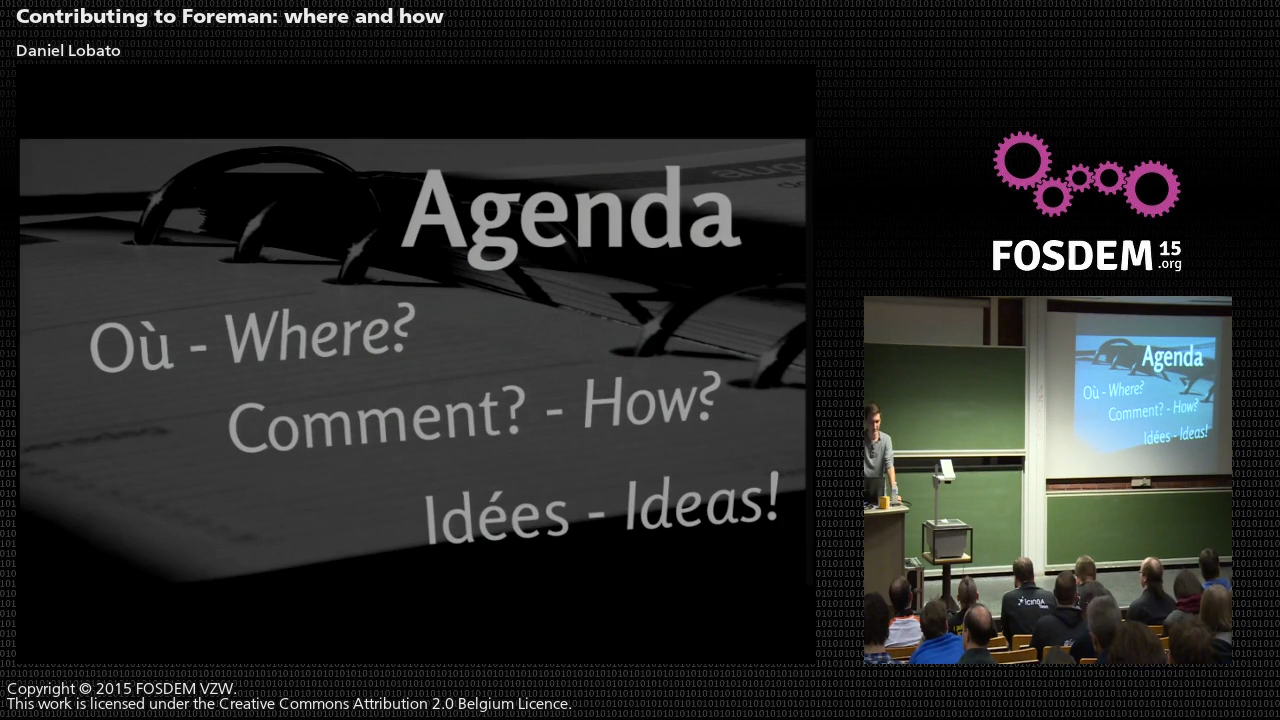 Contributing to Foreman: where and how
Daniel Lobato
Agenda
Où - Where?
Comment? - How?
Idées - Ideas!
FOSDEM 15 .org
Agenda
Où - Where?
Comment? - How?
Idées - Ideas!
icinga
Copyright © 2015 FOSDEM VZW.
This work is licensed under the Creative Commons Attribution 2.0 Belgium Licence.